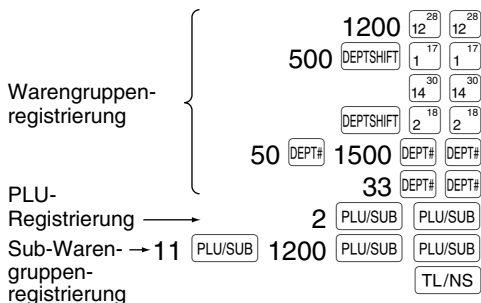 1200 12 28 12 28
500 DEPTSHIFT 1 17 1 17
14 30 14 30
Warengruppen-
registrierung
DEPTSHIFT 2 18 2 18
50 DEPT# 1500 DEPT# DEPT#
33 DEPT# DEPT#
PLU-
Registrierung
2 PLU/SUB PLU/SUB
Sub-Waren-
gruppen-
registrierung
11 PLU/SUB 1200 PLU/SUB PLU/SUB
TL/NS